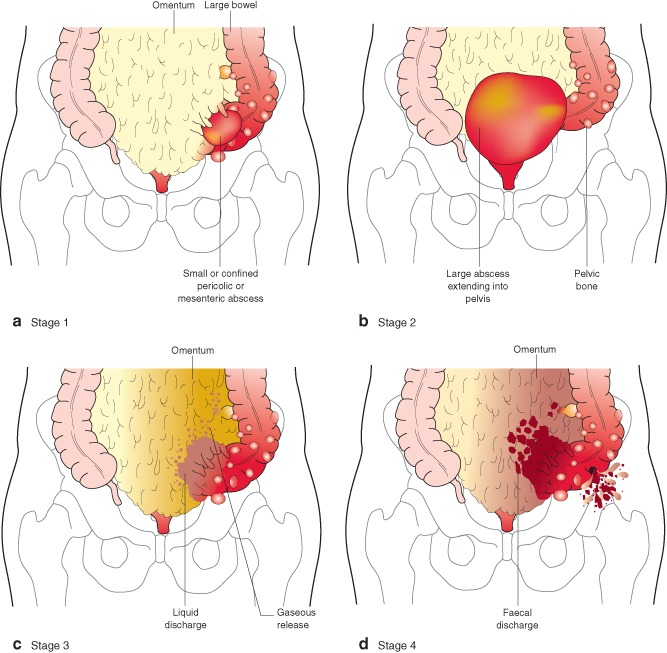 Omentum
Large bowel
Small or confined
pericolic or
mesenteric abscess
a Stage 1
Large abscess
extending into
pelvis
Pelvic
bone
b Stage 2
Omentum
Liquid
discharge
Gaseous
release
c Stage 3
Omentum
Faecal
discharge
d Stage 4